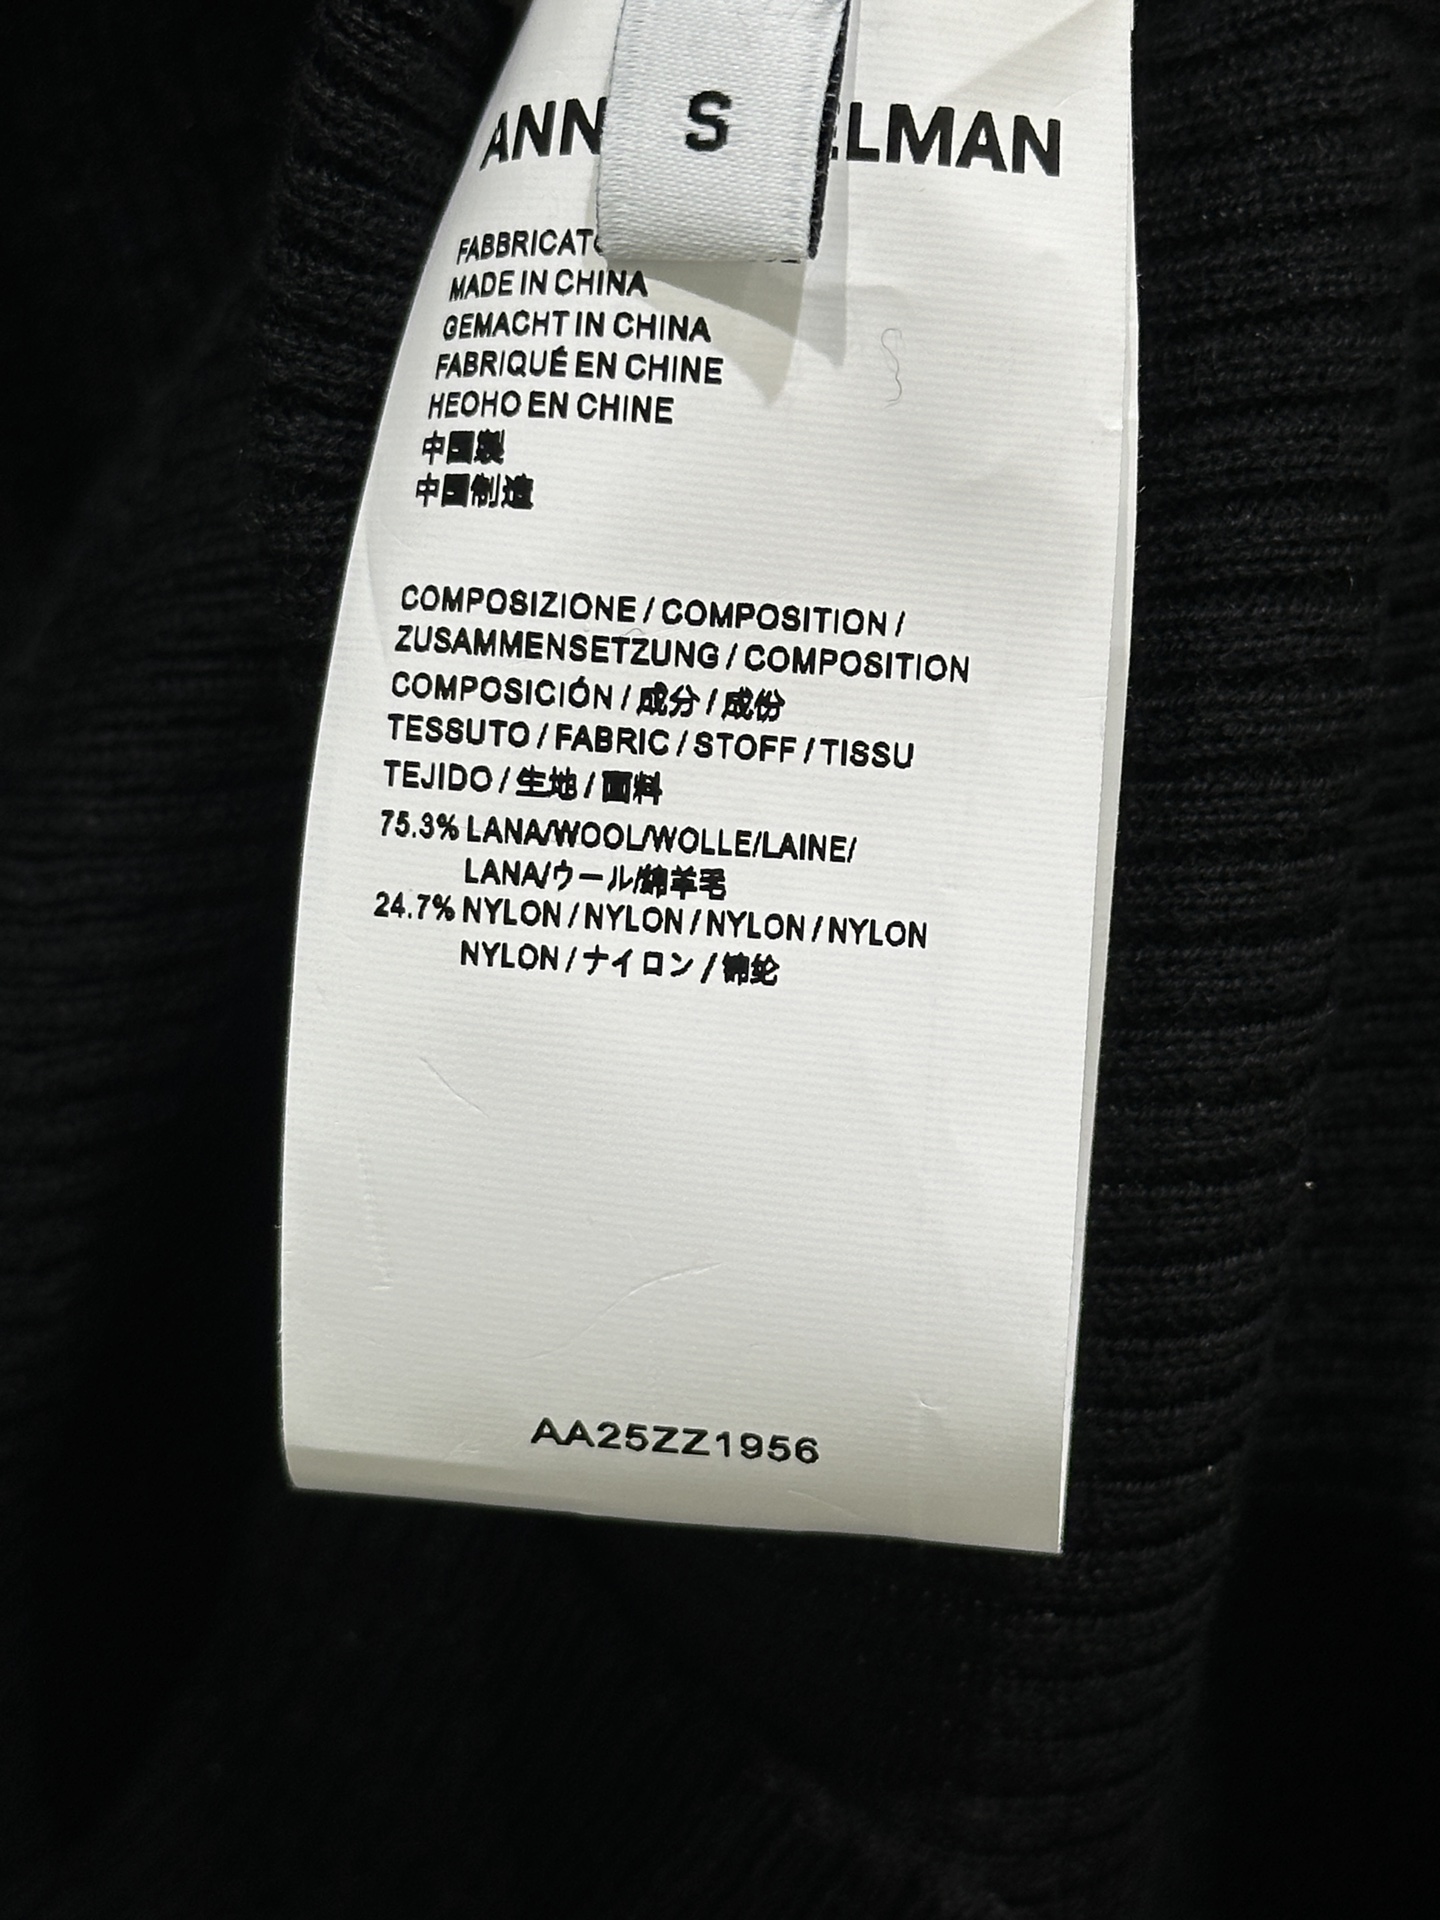 S
ANN ELMAN
FABBRICATO
MADE IN CHINA
GEMACHT IN CHINA
FABRIQUÉ EN CHINE
HEOHO EN CHINE
中国製
中国制造
COMPOSIZIONE / COMPOSITION /
ZUSAMMENSETZUNG / COMPOSITION
COMPOSICIÓN / 成分 / 成份
TESSUTO / FABRIC / STOFF / TISSU
TEJIDO / 生地 / 面料
75.3% LANA/WOOL/WOLLE/LAINE/
LANA/ウール/绵羊毛
24.7% NYLON / NYLON / NYLON / NYLON
NYLON / ナイロン / 锦纶
AA25ZZ1956